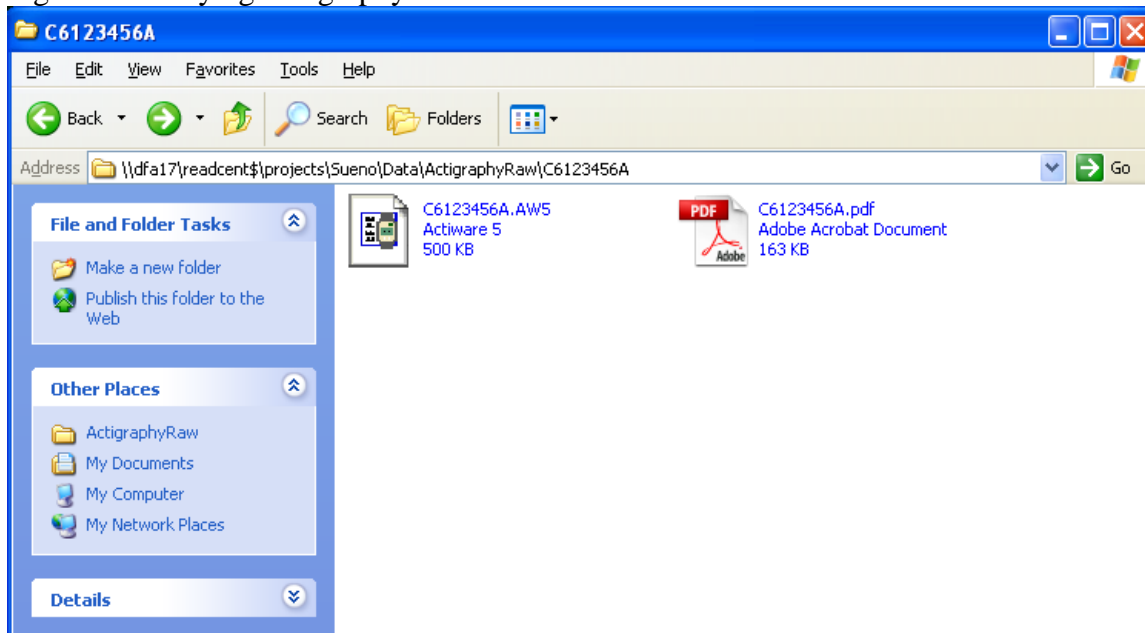 C6123456A
File Edit View Favorites Tools Help
Back Search Folders
Address \\dfa17\readcent$\projects\Sueno\Data\ActigraphyRaw\C6123456A Go
File and Folder Tasks
Make a new folder
Publish this folder to the
Web
Other Places
ActigraphyRaw
My Documents
My Computer
My Network Places
Details
C6123456A.AW5
Actiware 5
500 KB
PDF
Adobe
C6123456A.pdf
Adobe Acrobat Document
163 KB